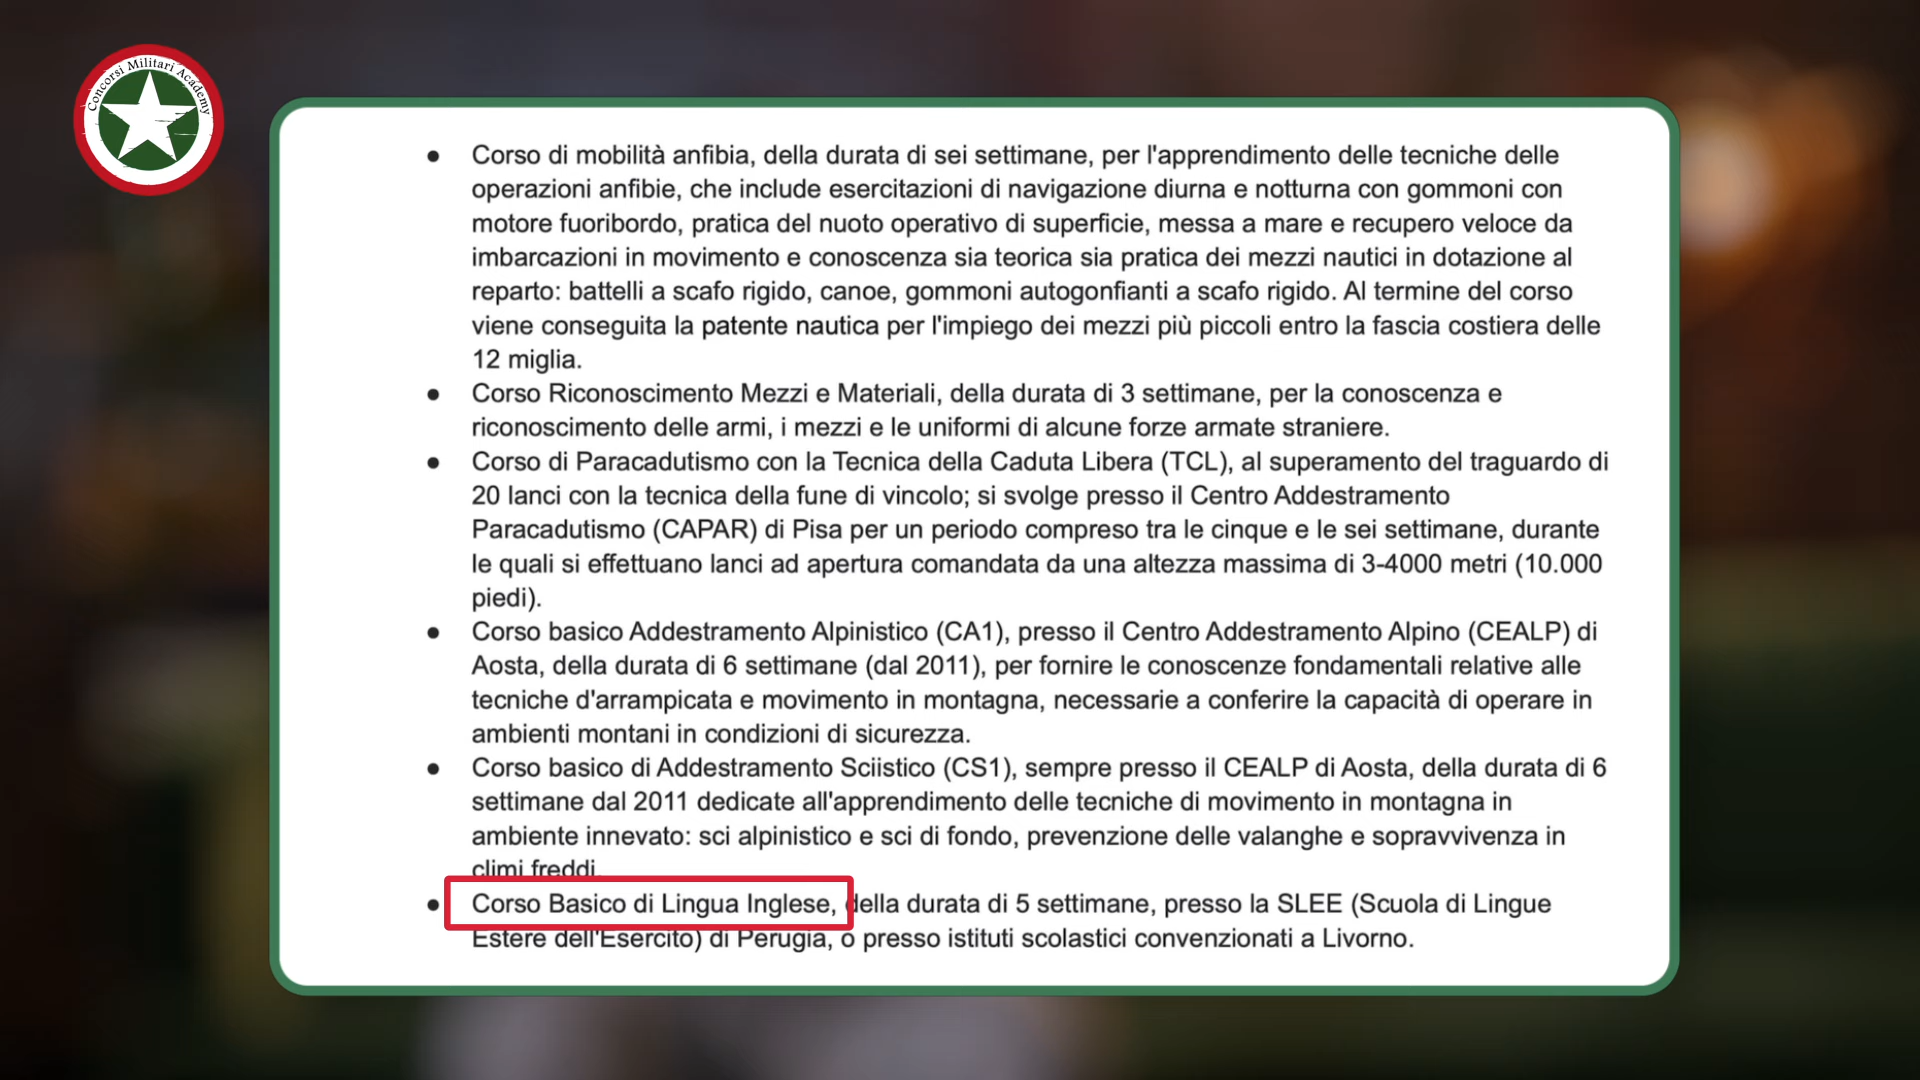 Concorsi Militari Academy
● Corso di mobilità anfibia, della durata di sei settimane, per l'apprendimento delle tecniche delle
operazioni anfibie, che include esercitazioni di navigazione diurna e notturna con gommoni con
motore fuoribordo, pratica del nuoto operativo di superficie, messa a mare e recupero veloce da
imbarcazioni in movimento e conoscenza sia teorica sia pratica dei mezzi nautici in dotazione al
reparto: battelli a scafo rigido, canoe, gommoni autogonfianti a scafo rigido. Al termine del corso
viene conseguita la patente nautica per l'impiego dei mezzi più piccoli entro la fascia costiera delle
12 miglia.
● Corso Riconoscimento Mezzi e Materiali, della durata di 3 settimane, per la conoscenza e
riconoscimento delle armi, i mezzi e le uniformi di alcune forze armate straniere.
● Corso di Paracadutismo con la Tecnica della Caduta Libera (TCL), al superamento del traguardo di
20 lanci con la tecnica della fune di vincolo; si svolge presso il Centro Addestramento
Paracadutismo (CAPAR) di Pisa per un periodo compreso tra le cinque e le sei settimane, durante
le quali si effettuano lanci ad apertura comandata da una altezza massima di 3-4000 metri (10.000
piedi).
● Corso basico Addestramento Alpinistico (CA1), presso il Centro Addestramento Alpino (CEALP) di
Aosta, della durata di 6 settimane (dal 2011), per fornire le conoscenze fondamentali relative alle
tecniche d'arrampicata e movimento in montagna, necessarie a conferire la capacità di operare in
ambienti montani in condizioni di sicurezza.
● Corso basico di Addestramento Sciistico (CS1), sempre presso il CEALP di Aosta, della durata di 6
settimane dal 2011 dedicate all'apprendimento delle tecniche di movimento in montagna in
ambiente innevato: sci alpinistico e sci di fondo, prevenzione delle valanghe e sopravvivenza in
climi freddi.
● Corso Basico di Lingua Inglese, della durata di 5 settimane, presso la SLEE (Scuola di Lingue
Estere dell'Esercito) di Perugia, o presso istituti scolastici convenzionati a Livorno.